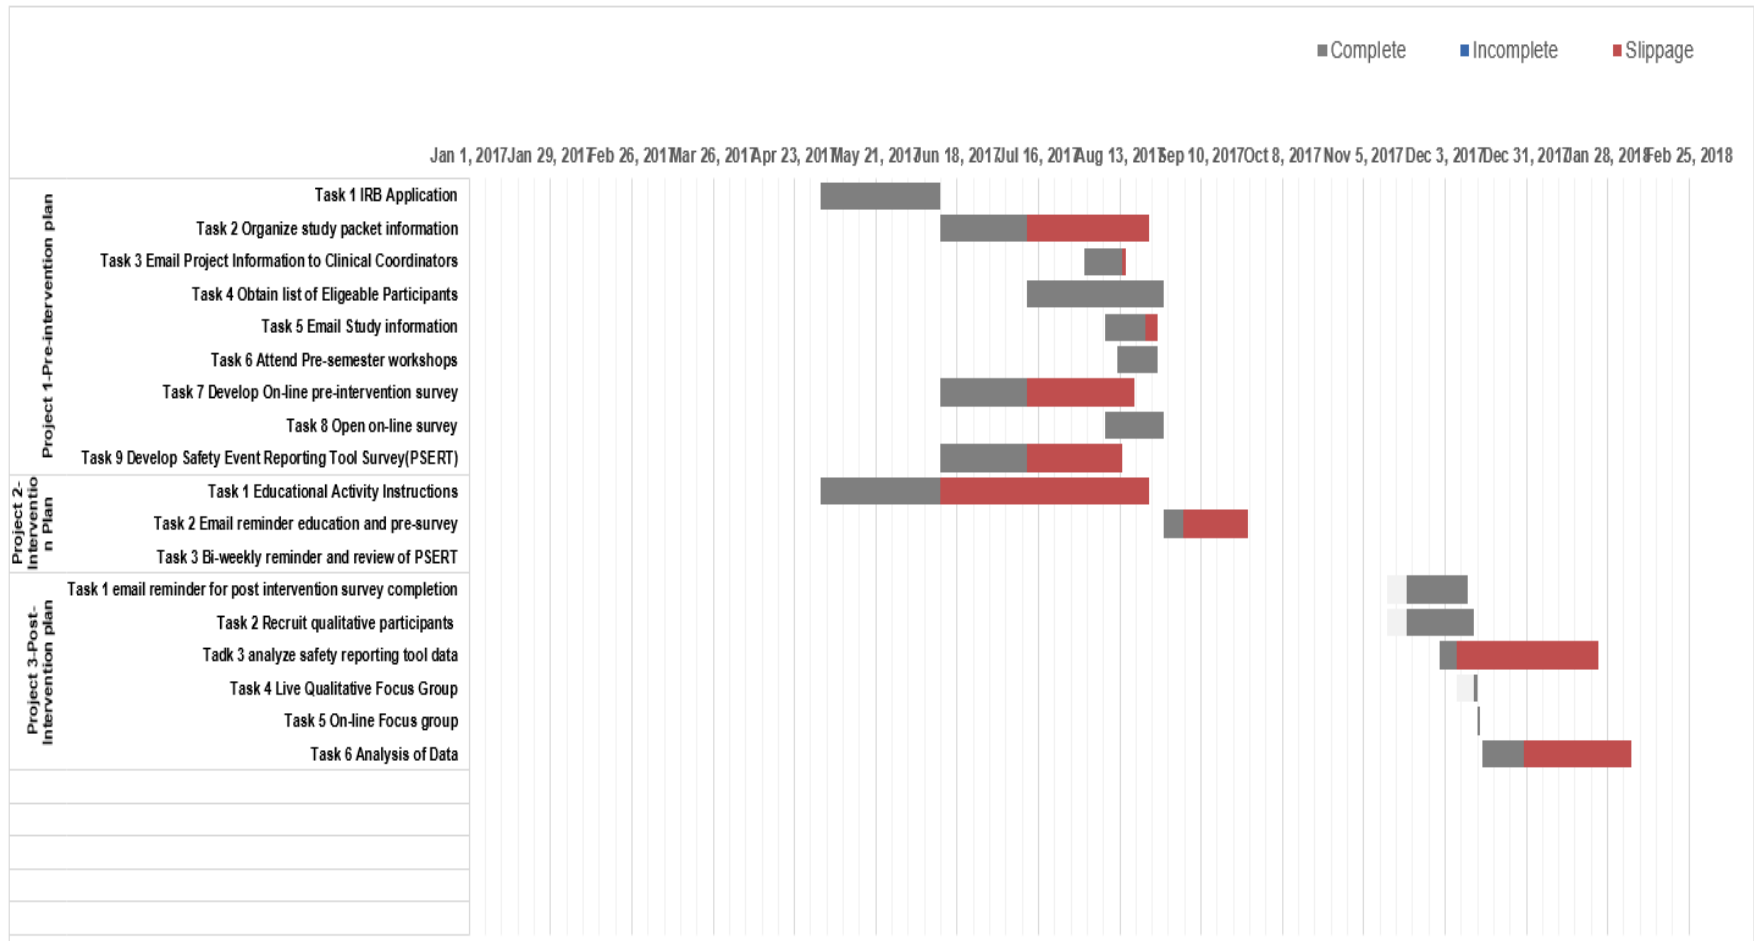 Complete Incomplete Slippage
Jan 1, 2017 Jan 29, 2017 Feb 26, 2017 Mar 26, 2017 Apr 23, 2017 May 21, 2017 Jun 18, 2017 Jul 16, 2017 Aug 13, 2017 Sep 10, 2017 Oct 8, 2017 Nov 5, 2017 Dec 3, 2017 Dec 31, 2017 Jan 28, 2018 Feb 25, 2018
Project 1-Pre-intervention plan
Task 1 IRB Application
Task 2 Organize study packet information
Task 3 Email Project Information to Clinical Coordinators
Task 4 Obtain list of Eligeable Participants
Task 5 Email Study information
Task 6 Attend Pre-semester workshops
Task 7 Develop On-line pre-intervention survey
Task 8 Open on-line survey
Task 9 Develop Safety Event Reporting Tool Survey(PSERT)
Project 2-
Interventio
n Plan
Task 1 Educational Activity Instructions
Task 2 Email reminder education and pre-survey
Task 3 Bi-weekly reminder and review of PSERT
Project 3-Post-
Intervention plan
Task 1 email reminder for post intervention survey completion
Task 2 Recruit qualitative participants
Tadk 3 analyze safety reporting tool data
Task 4 Live Qualitative Focus Group
Task 5 On-line Focus group
Task 6 Analysis of Data